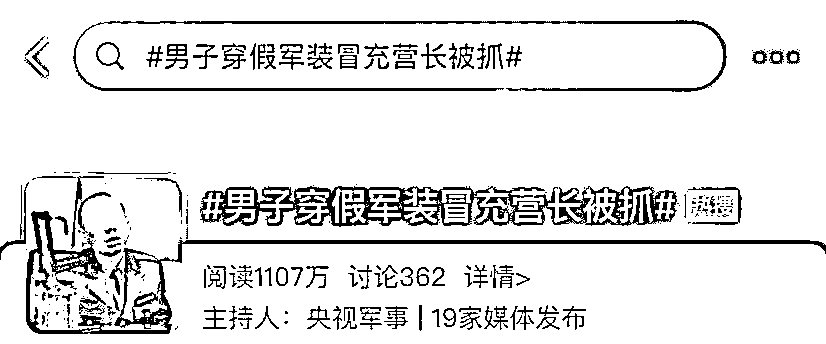 #男子穿假军装冒充营长被抓#
#男子穿假军装冒充营长被抓# 热搜
阅读1107万 讨论362 详情>
主持人：央视军事 | 19家媒体发布